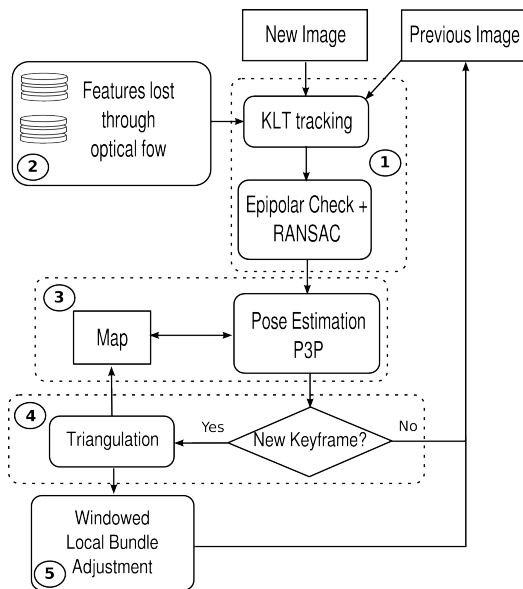 New Image
Previous Image
Features lost
through
optical fow
2
KLT tracking
1
Epipolar Check +
RANSAC
3
Map
Pose Estimation
P3P
4
Triangulation
Yes
New Keyframe?
No
Windowed
Local Bundle
Adjustment
5